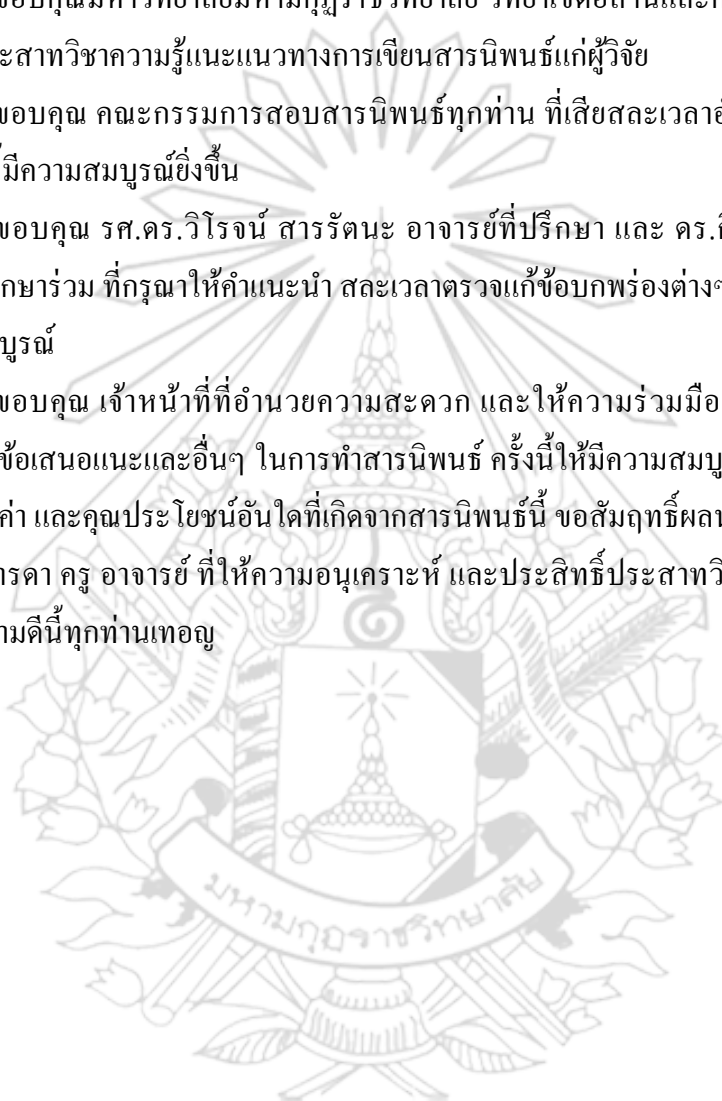 ขอบคุณมหาวิทยาลัยมหามกุฏราชวิทยาลัย วิทยาเขตอีสานและ
ะสาทวิชาความรู้แนะแนวทางการเขียนสารนิพนธ์แก่ผู้วิจัย
ขอบคุณ คณะกรรมการสอบสารนิพนธ์ทุกท่าน ที่เสียสละเวลาอั
มีความสมบูรณ์ยิ่งขึ้น
ขอบคุณ รศ.ดร.วิโรจน์ สารรัตนะ อาจารย์ที่ปรึกษา และ ดร.
กษาร่วม ที่กรุณาให้คำแนะนำ สละเวลาตรวจแก้ข้อบกพร่องต่างๆ
บูรณ์
ขอบคุณ เจ้าหน้าที่ที่อำนวยความสะดวก และให้ความร่วมมือ
ข้อเสนอแนะและอื่นๆ ในการทำสารนิพนธ์ ครั้งนี้ให้มีความสมบู
ค่า และคุณประโยชน์อันใดที่เกิดจากสารนิพนธ์นี้ ขอสัมฤทธิ์ผล
ารดา ครู อาจารย์ ที่ให้ความอนุเคราะห์ และประสิทธิ์ประสาทวิ
ามดีนี้ทุกท่านเทอญ
มหามกุฏราชวิทยาลัย